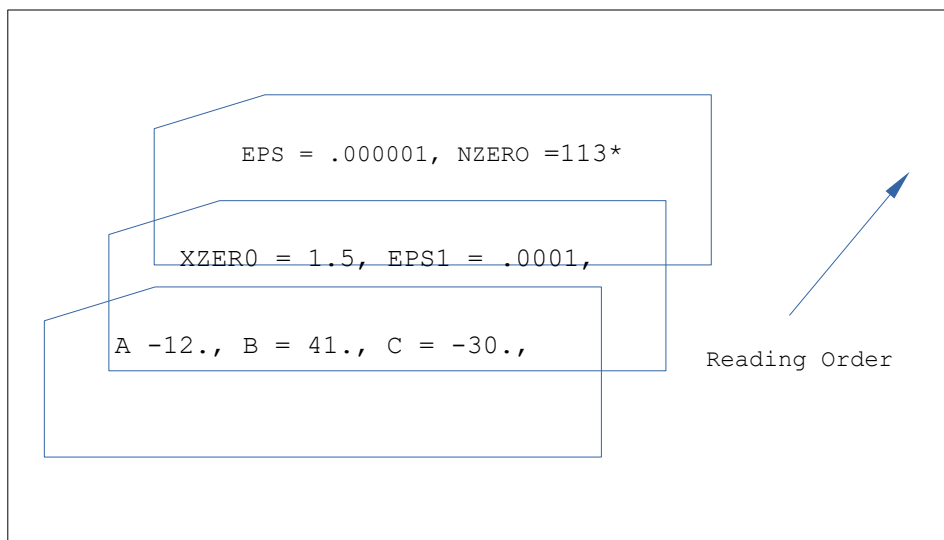 EPS = .000001, NZERO =113*
XZER0 = 1.5, EPS1 = .0001,
A -12., B = 41., C = -30.,
Reading Order